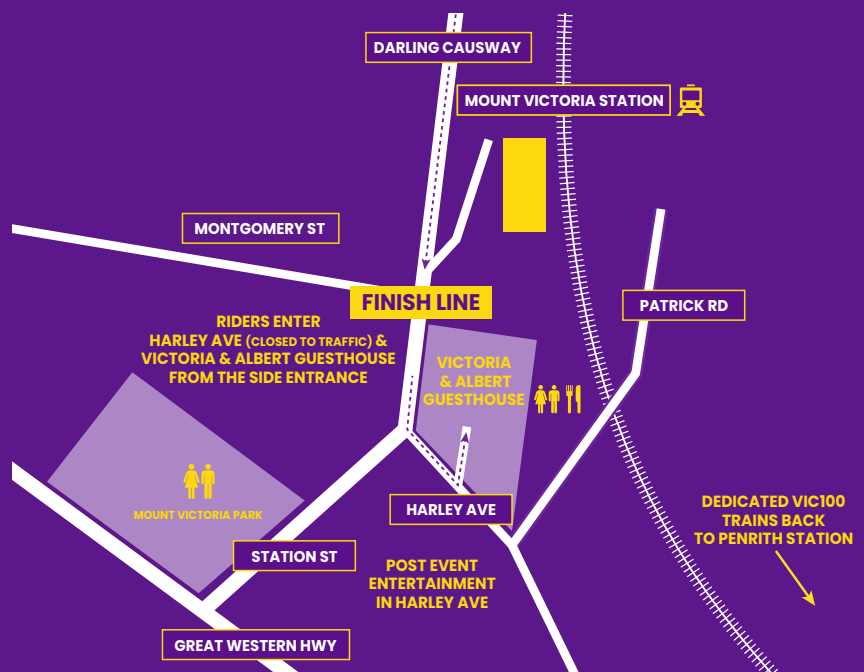 DARLING CAUSWAY
MOUNT VICTORIA STATION
MONTGOMERY ST
FINISH LINE
PATRICK RD
RIDERS ENTER
HARLEY AVE (CLOSED TO TRAFFIC) &
VICTORIA & ALBERT GUESTHOUSE
FROM THE SIDE ENTRANCE
VICTORIA
& ALBERT
GUESTHOUSE
MOUNT VICTORIA PARK
HARLEY AVE
DEDICATED VIC100
TRAINS BACK
TO PENRITH STATION
STATION ST
POST EVENT
ENTERTAINMENT
IN HARLEY AVE
GREAT WESTERN HWY